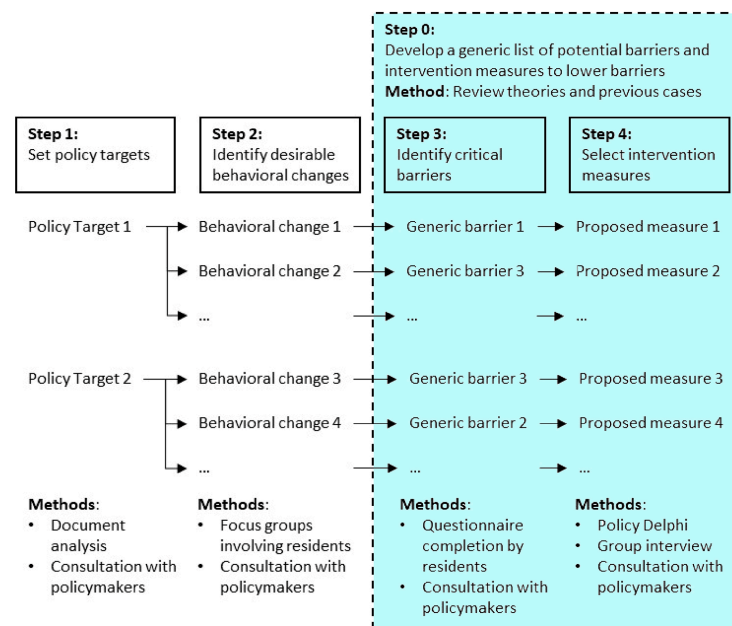 Step 0:
Develop a generic list of potential barriers and
intervention measures to lower barriers
Method: Review theories and previous cases
Step 1:
Set policy targets
Step 2:
Identify desirable
behavioral changes
Step 3:
Identify critical
barriers
Step 4:
Select intervention
measures
Policy Target 1
Behavioral change 1
Generic barrier 1
Proposed measure 1
Behavioral change 2
Generic barrier 3
Proposed measure 2
...
...
...
Policy Target 2
Behavioral change 3
Generic barrier 3
Proposed measure 3
Behavioral change 4
Generic barrier 2
Proposed measure 4
...
...
...
Methods:
• Document
analysis
• Consultation with
policymakers
Methods:
• Focus groups
involving residents
• Consultation with
policymakers
Methods:
• Questionnaire
completion by
residents
• Consultation with
policymakers
Methods:
• Policy Delphi
• Group interview
• Consultation with
policymakers